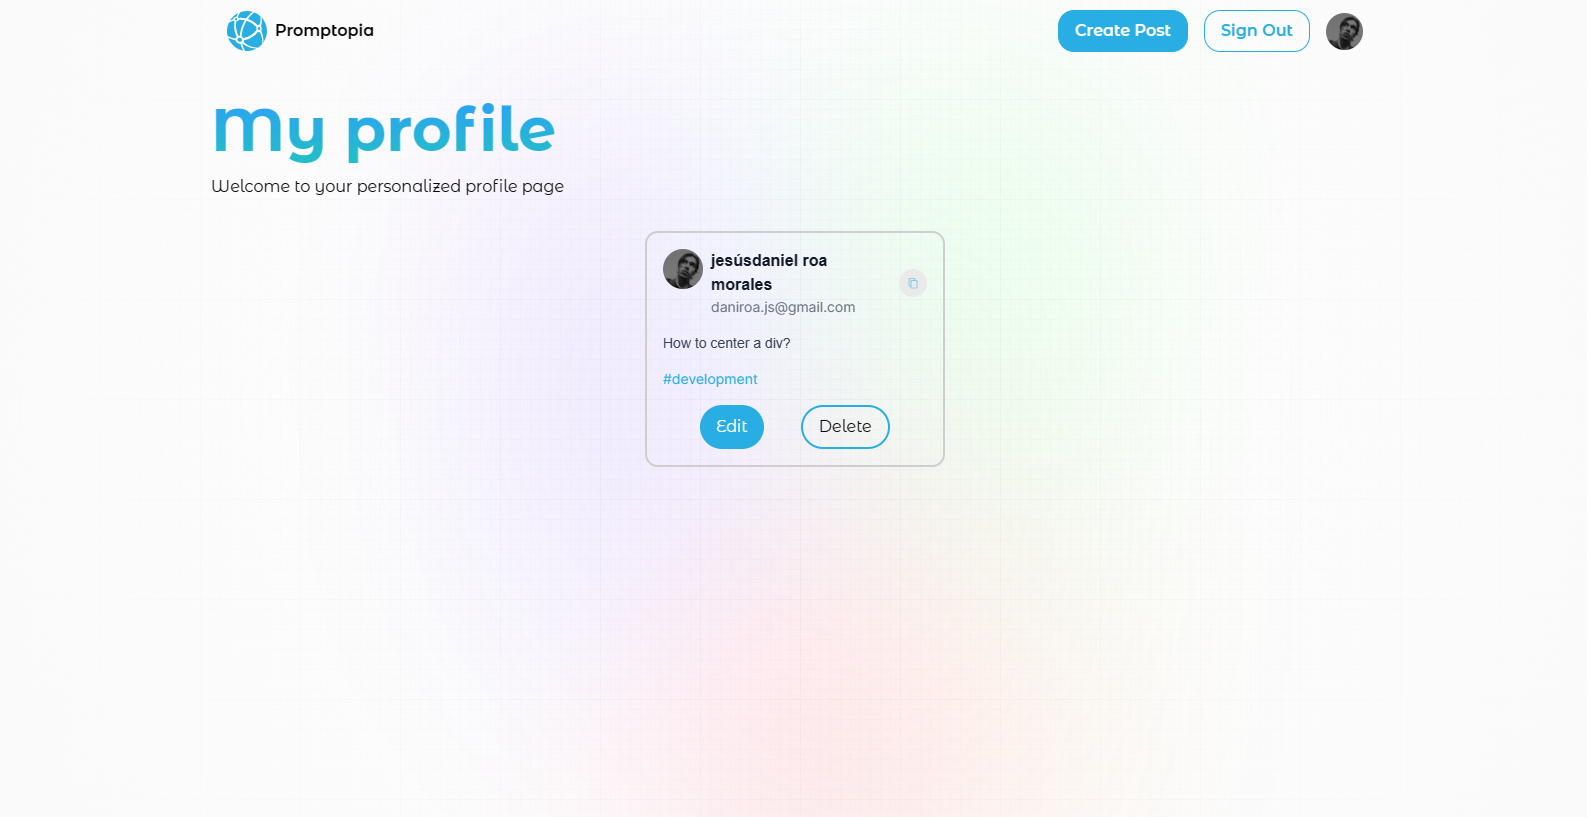 Promptopia
Create Post
Sign Out
My profile
Welcome to your personalized profile page
jesúsdaniel roa
morales
daniroa.js@gmail.com
How to center a div?
#development
Edit
Delete